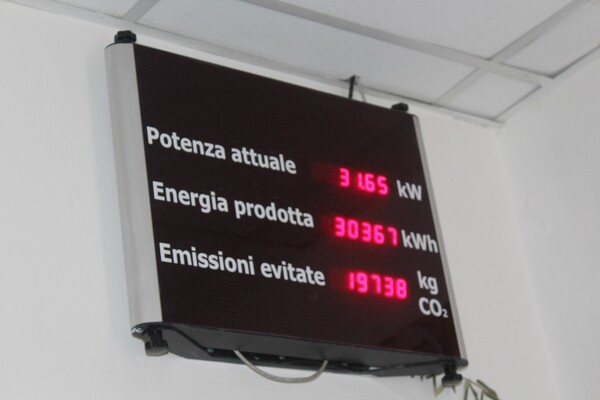 Potenza attuale 31.65 kW
Energia prodotta 30367 kWh
Emissioni evitate 19738 kg
CO₂